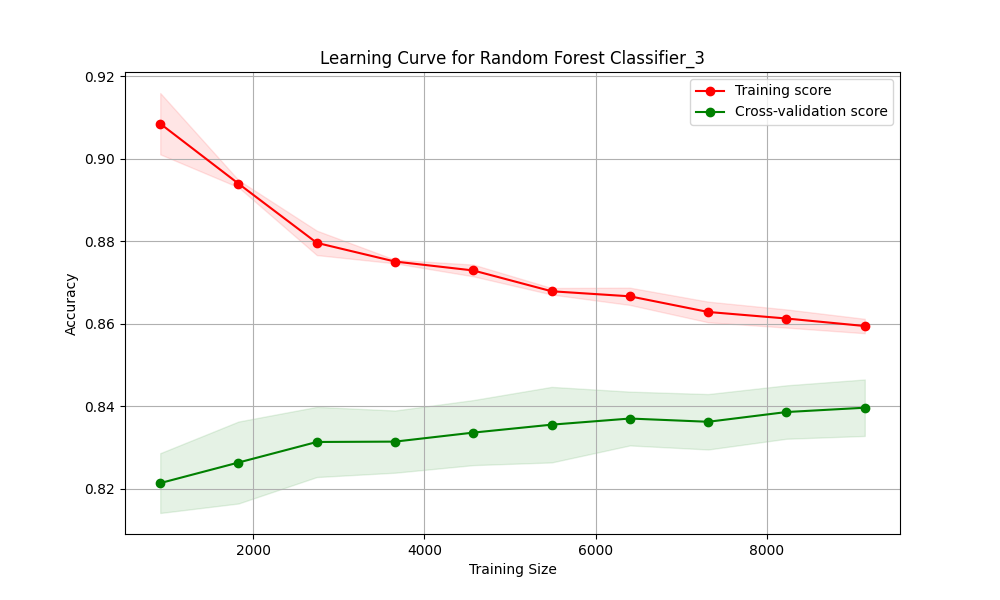 Learning Curve for Random Forest Classifier_3
Training score
Cross-validation score
0.92
0.90
0.88
0.86
0.84
0.82
Accuracy
2000
4000
6000
8000
Training Size